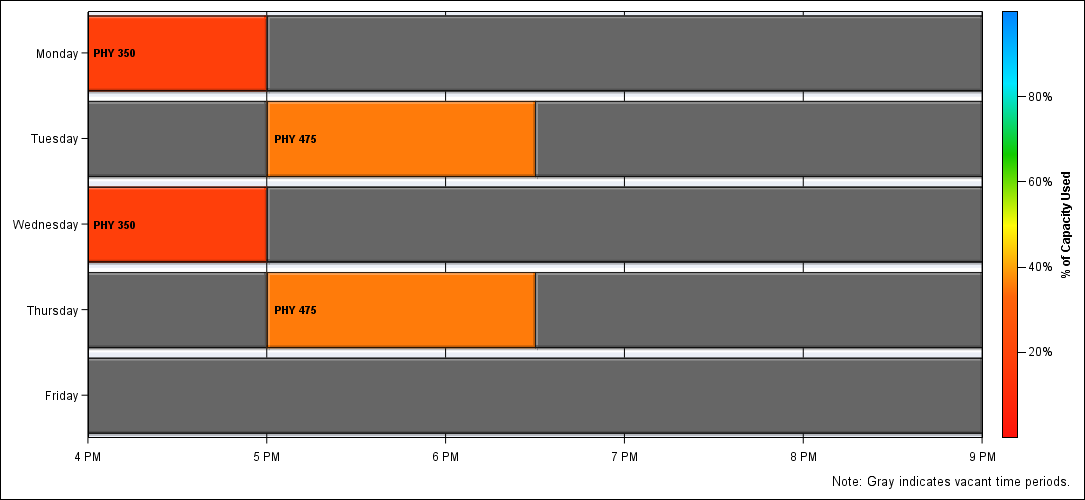 Monday
PHY 350
Tuesday
PHY 475
Wednesday
PHY 350
Thursday
PHY 475
Friday
4 PM 5 PM 6 PM 7 PM 8 PM 9 PM
80%
60%
40%
20%
% of Capacity Used
Note: Gray indicates vacant time periods.